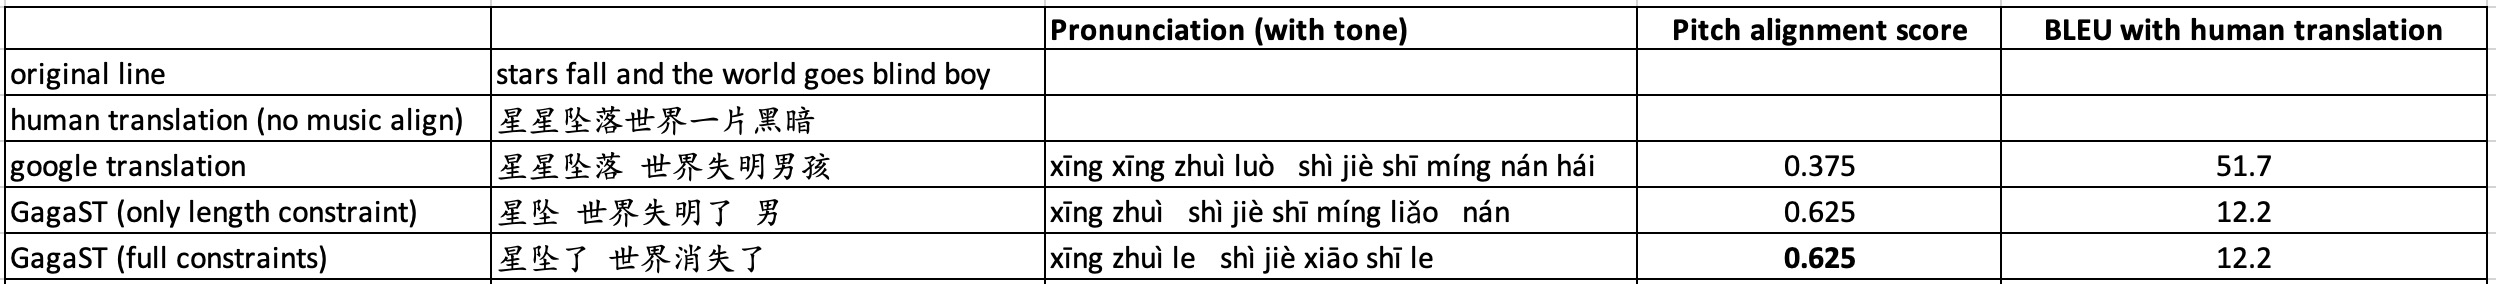 Pronunciation (with tone) Pitch alignment score BLEU with human translation
original line stars fall and the world goes blind boy
human translation (no music align) 星星坠落世界一片黑暗
google translation 星星坠落 世界失明男孩 xīng xīng zhuì luò shì jiè shī míng nán hái 0.375 51.7
GagaST (only length constraint) 星坠 世界失明了 男 xīng zhuì shì jiè shī míng liǎo nán 0.625 12.2
GagaST (full constraints) 星坠了 世界消失了 xīng zhuì le shì jiè xiāo shī le 0.625 12.2